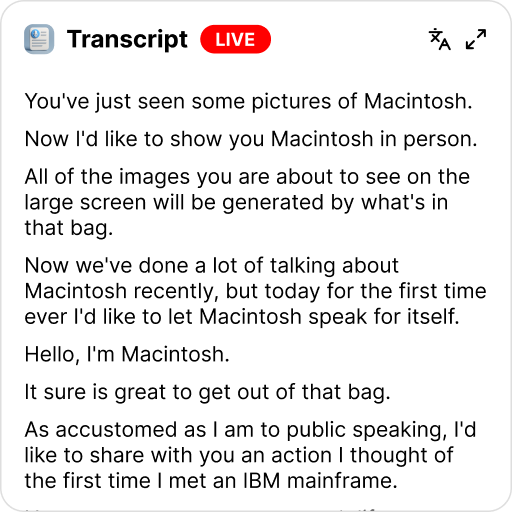 Transcript LIVE
You've just seen some pictures of Macintosh.
Now I'd like to show you Macintosh in person.
All of the images you are about to see on the
large screen will be generated by what's in
that bag.
Now we've done a lot of talking about
Macintosh recently, but today for the first time
ever I'd like to let Macintosh speak for itself.
Hello, I'm Macintosh.
It sure is great to get out of that bag.
As accustomed as I am to public speaking, I'd
like to share with you an action I thought of
the first time I met an IBM mainframe.